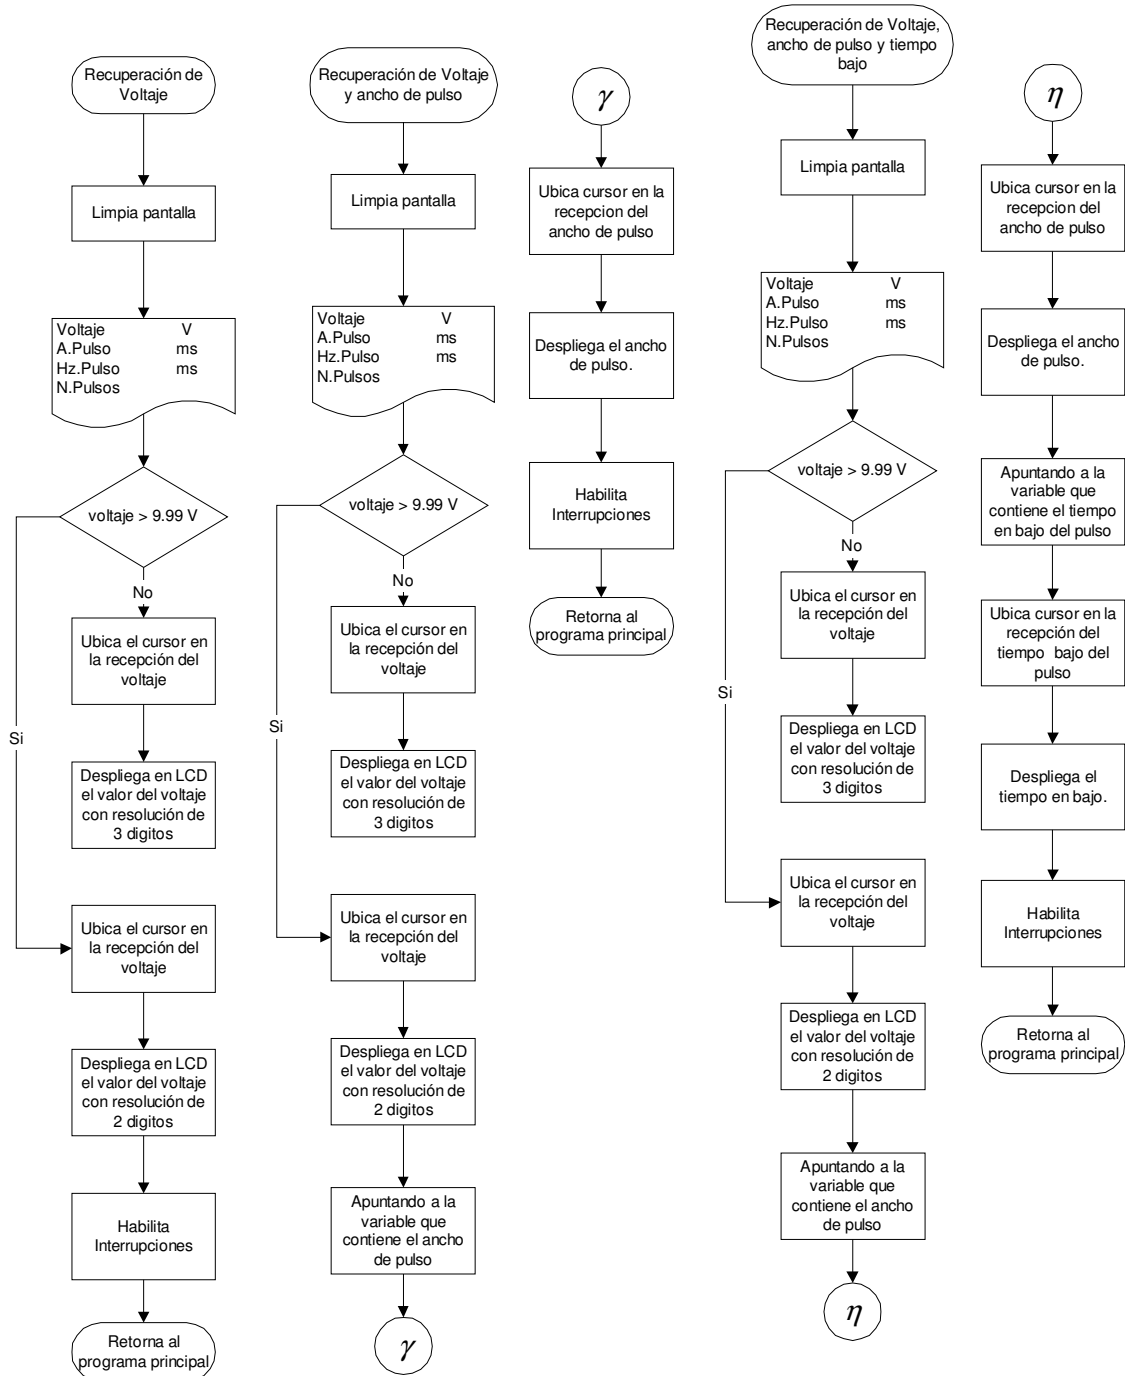 Recuperación de
Voltaje
Limpia pantalla
Voltaje V
A.Pulso ms
Hz.Pulso ms
N.Pulsos
voltaje > 9.99 V
No
Si
Ubica el cursor en
la recepción del
voltaje
Despliega en LCD
el valor del voltaje
con resolución de
3 digitos
Ubica el cursor en
la recepción del
voltaje
Despliega en LCD
el valor del voltaje
con resolución de
2 digitos
Habilita
Interrupciones
Retorna al
programa principal
Recuperación de Voltaje
y ancho de pulso
Limpia pantalla
Voltaje V
A.Pulso ms
Hz.Pulso ms
N.Pulsos
voltaje > 9.99 V
No
Si
Ubica el cursor en
la recepción del
voltaje
Despliega en LCD
el valor del voltaje
con resolución de
3 digitos
Ubica el cursor en
la recepción del
voltaje
Despliega en LCD
el valor del voltaje
con resolución de
2 digitos
Apuntando a la
variable que
contiene el ancho
de pulso
γ
γ
Ubica cursor en la
recepcion del
ancho de pulso
Despliega el ancho
de pulso.
Habilita
Interrupciones
Retorna al
programa principal
Recuperación de Voltaje,
ancho de pulso y tiempo
bajo
Limpia pantalla
Voltaje V
A.Pulso ms
Hz.Pulso ms
N.Pulsos
voltaje > 9.99 V
No
Si
Ubica el cursor en
la recepción del
voltaje
Despliega en LCD
el valor del voltaje
con resolución de
3 digitos
Ubica el cursor en
la recepción del
voltaje
Despliega en LCD
el valor del voltaje
con resolución de
2 digitos
Apuntando a la
variable que
contiene el ancho
de pulso
η
η
Ubica cursor en la
recepcion del
ancho de pulso
Despliega el ancho
de pulso.
Apuntando a la
variable que
contiene el tiempo
en bajo del pulso
Ubica cursor en la
recepción del
tiempo bajo del
pulso
Despliega el
tiempo en bajo.
Habilita
Interrupciones
Retorna al
programa principal